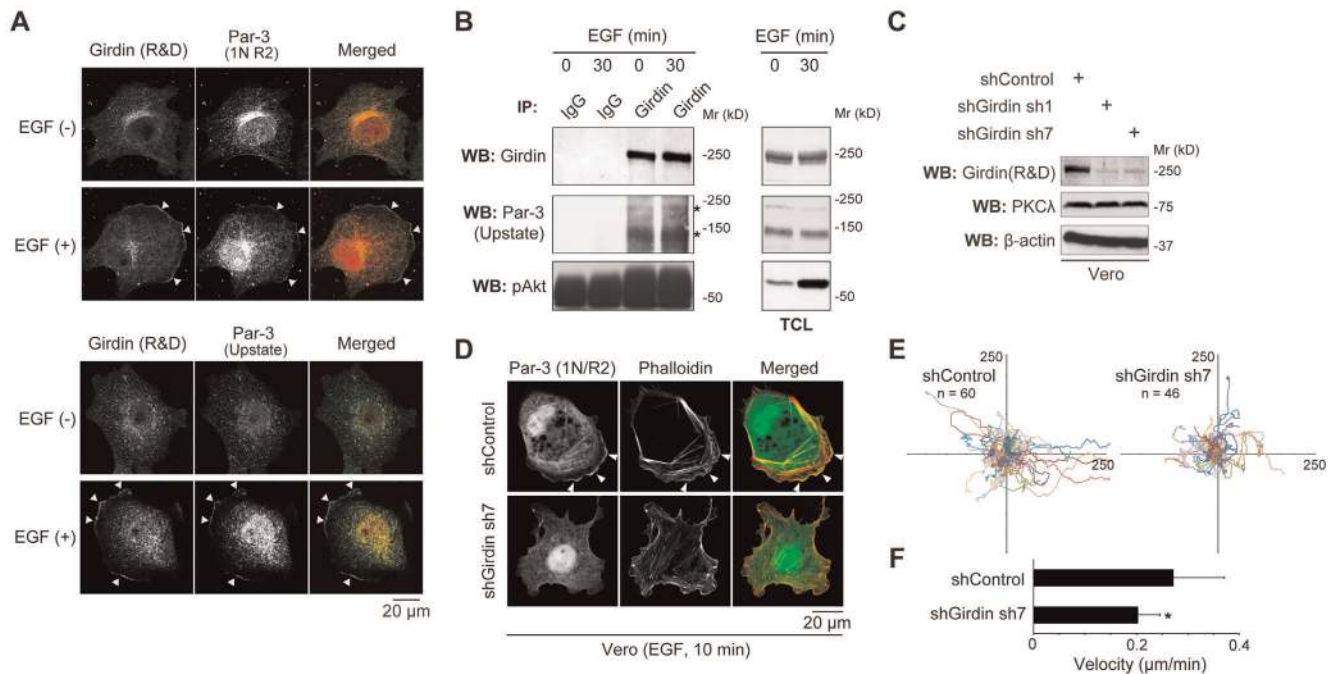 A
Girdin (R&D) Par-3 (1N R2) Merged
EGF (-)
EGF (+)
Girdin (R&D) Par-3 (Upstate) Merged
EGF (-)
EGF (+)
20 µm
B
EGF (min) EGF (min)
0 30 0 30 0 30
IP: IgG IgG Girdin Girdin Mr (kD) Mr (kD)
WB: Girdin -250 -250
WB: Par-3 (Upstate) -250 * -150 * -250 -150
WB: pAkt -50 -50
TCL
C
shControl +
shGirdin sh1 +
shGirdin sh7 +
Mr (kD)
WB: Girdin(R&D) -250
WB: PKCλ -75
WB: β-actin -37
Vero
D
Par-3 (1N/R2) Phalloidin Merged
shControl
shGirdin sh7
20 µm
Vero (EGF, 10 min)
E
250 250
shControl shGirdin sh7
n = 60 n = 46
250 250
F
shControl
shGirdin sh7 *
0 0.2 0.4
Velocity (µm/min)